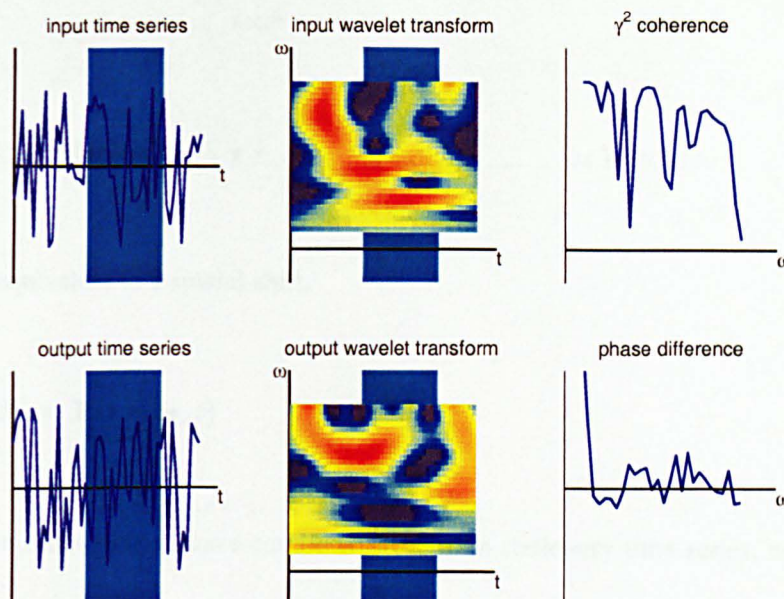 input time series
input wavelet transform
γ² coherence
ω
t
t
ω
output time series
output wavelet transform
phase difference
ω
t
t
ω